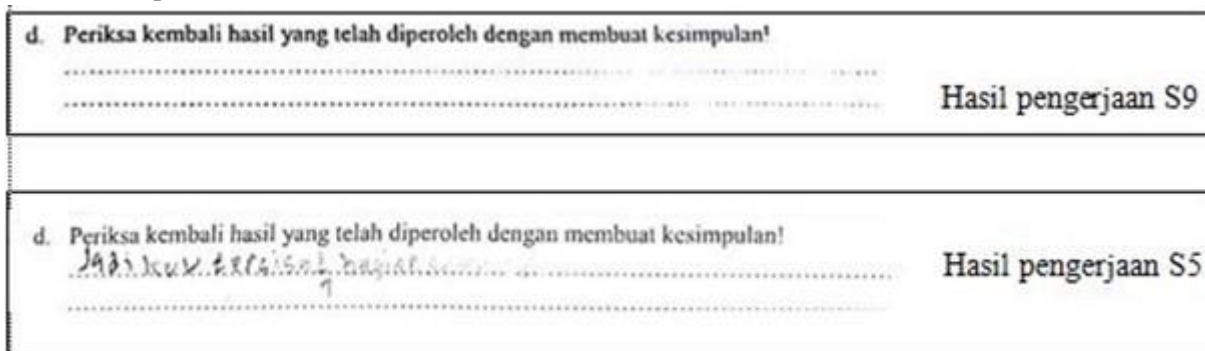 d. Periksa kembali hasil yang telah diperoleh dengan membuat kesimpulan!
Hasil pengerjaan S9
d. Periksa kembali hasil yang telah diperoleh dengan membuat kesimpulan!
Jadi kue tersisa bagian
Hasil pengerjaan S5